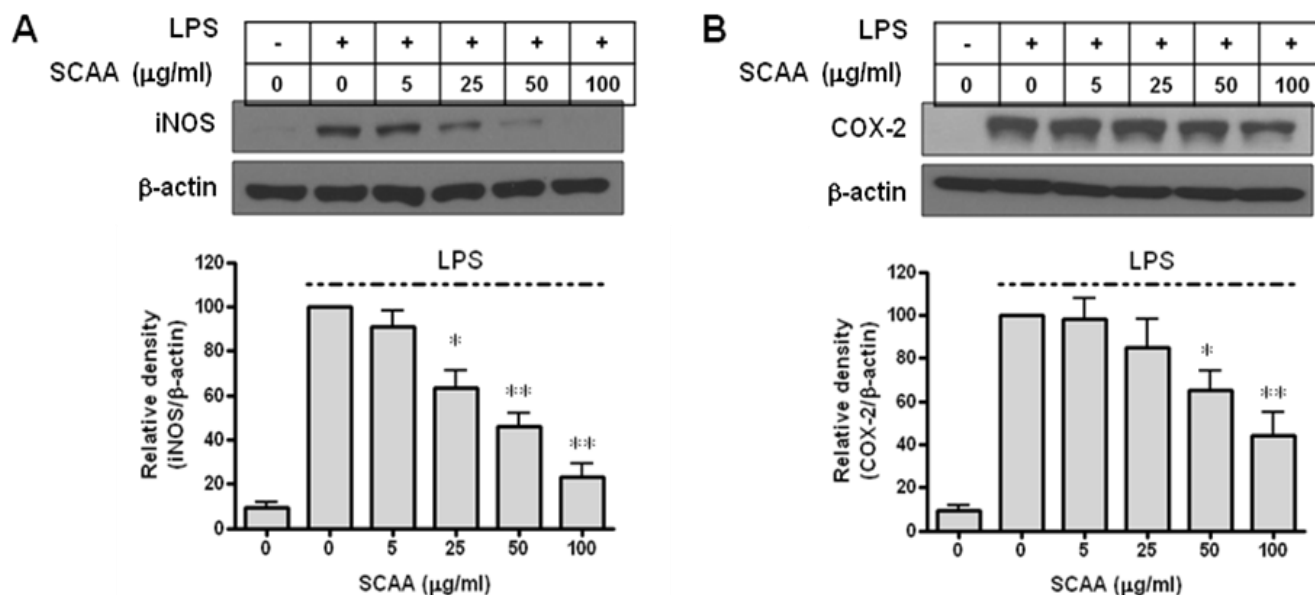 A
LPS - + + + + +
SCAA (μg/ml) 0 0 5 25 50 100
iNOS
β-actin
LPS
Relative density
(iNOS/β-actin)
120
100
80
60
40
20
0
* ** **
0 0 5 25 50 100
SCAA (μg/ml)
B
LPS - + + + + +
SCAA (μg/ml) 0 0 5 25 50 100
COX-2
β-actin
LPS
Relative density
(COX-2/β-actin)
120
100
80
60
40
20
0
* **
0 0 5 25 50 100
SCAA (μg/ml)